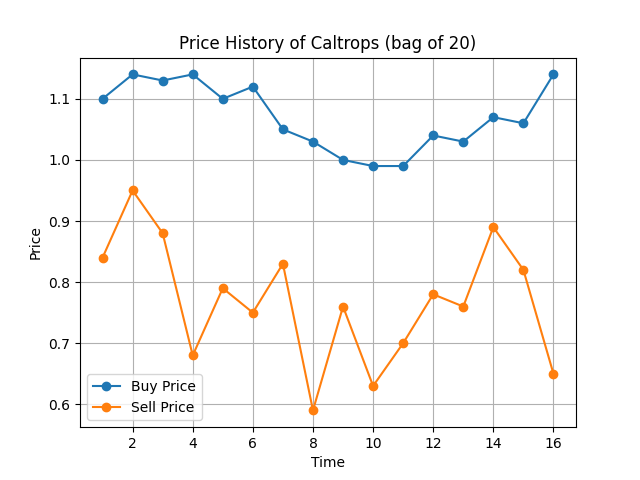 Price History of Caltrops (bag of 20)
Price
1.1
1.0
0.9
0.8
0.7
0.6
Buy Price
Sell Price
2 4 6 8 10 12 14 16
Time